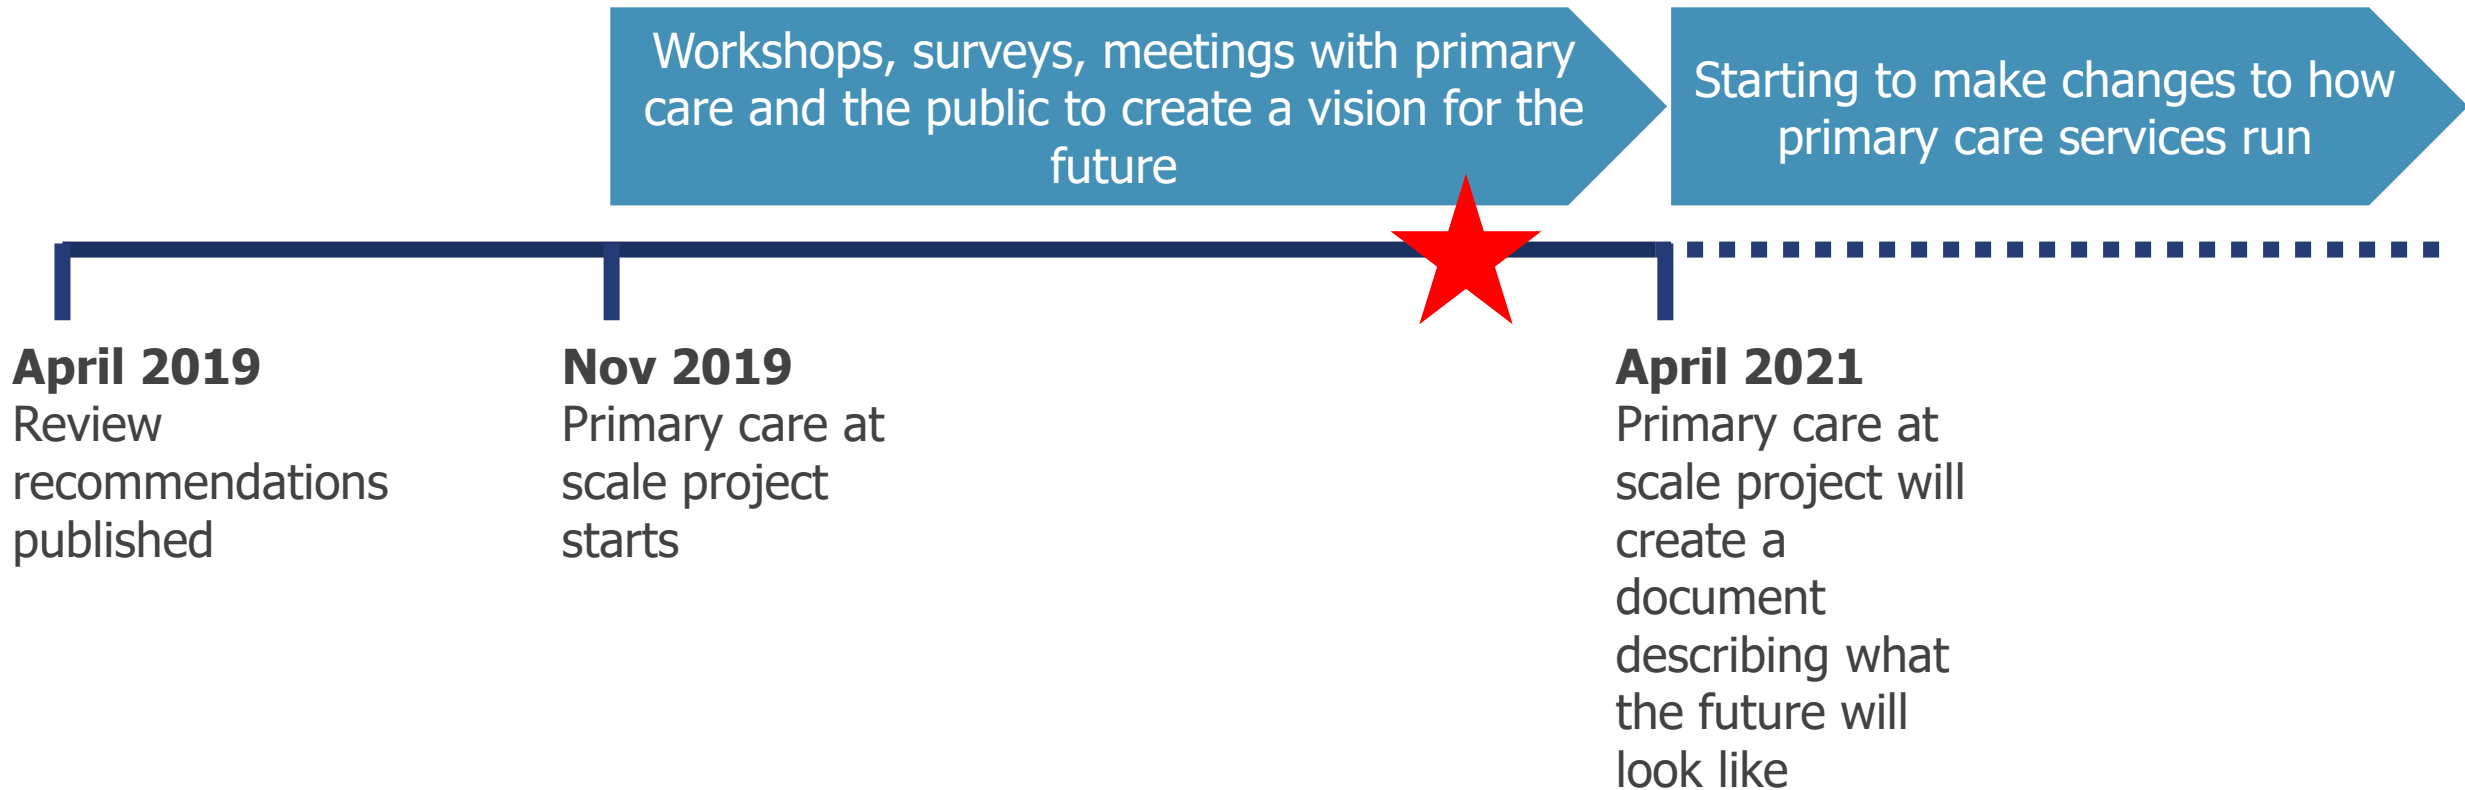 Workshops, surveys, meetings with primary
care and the public to create a vision for the
future
Starting to make changes to how
primary care services run
April 2019
Review
recommendations
published
Nov 2019
Primary care at
scale project
starts
April 2021
Primary care at
scale project will
create a
document
describing what
the future will
look like